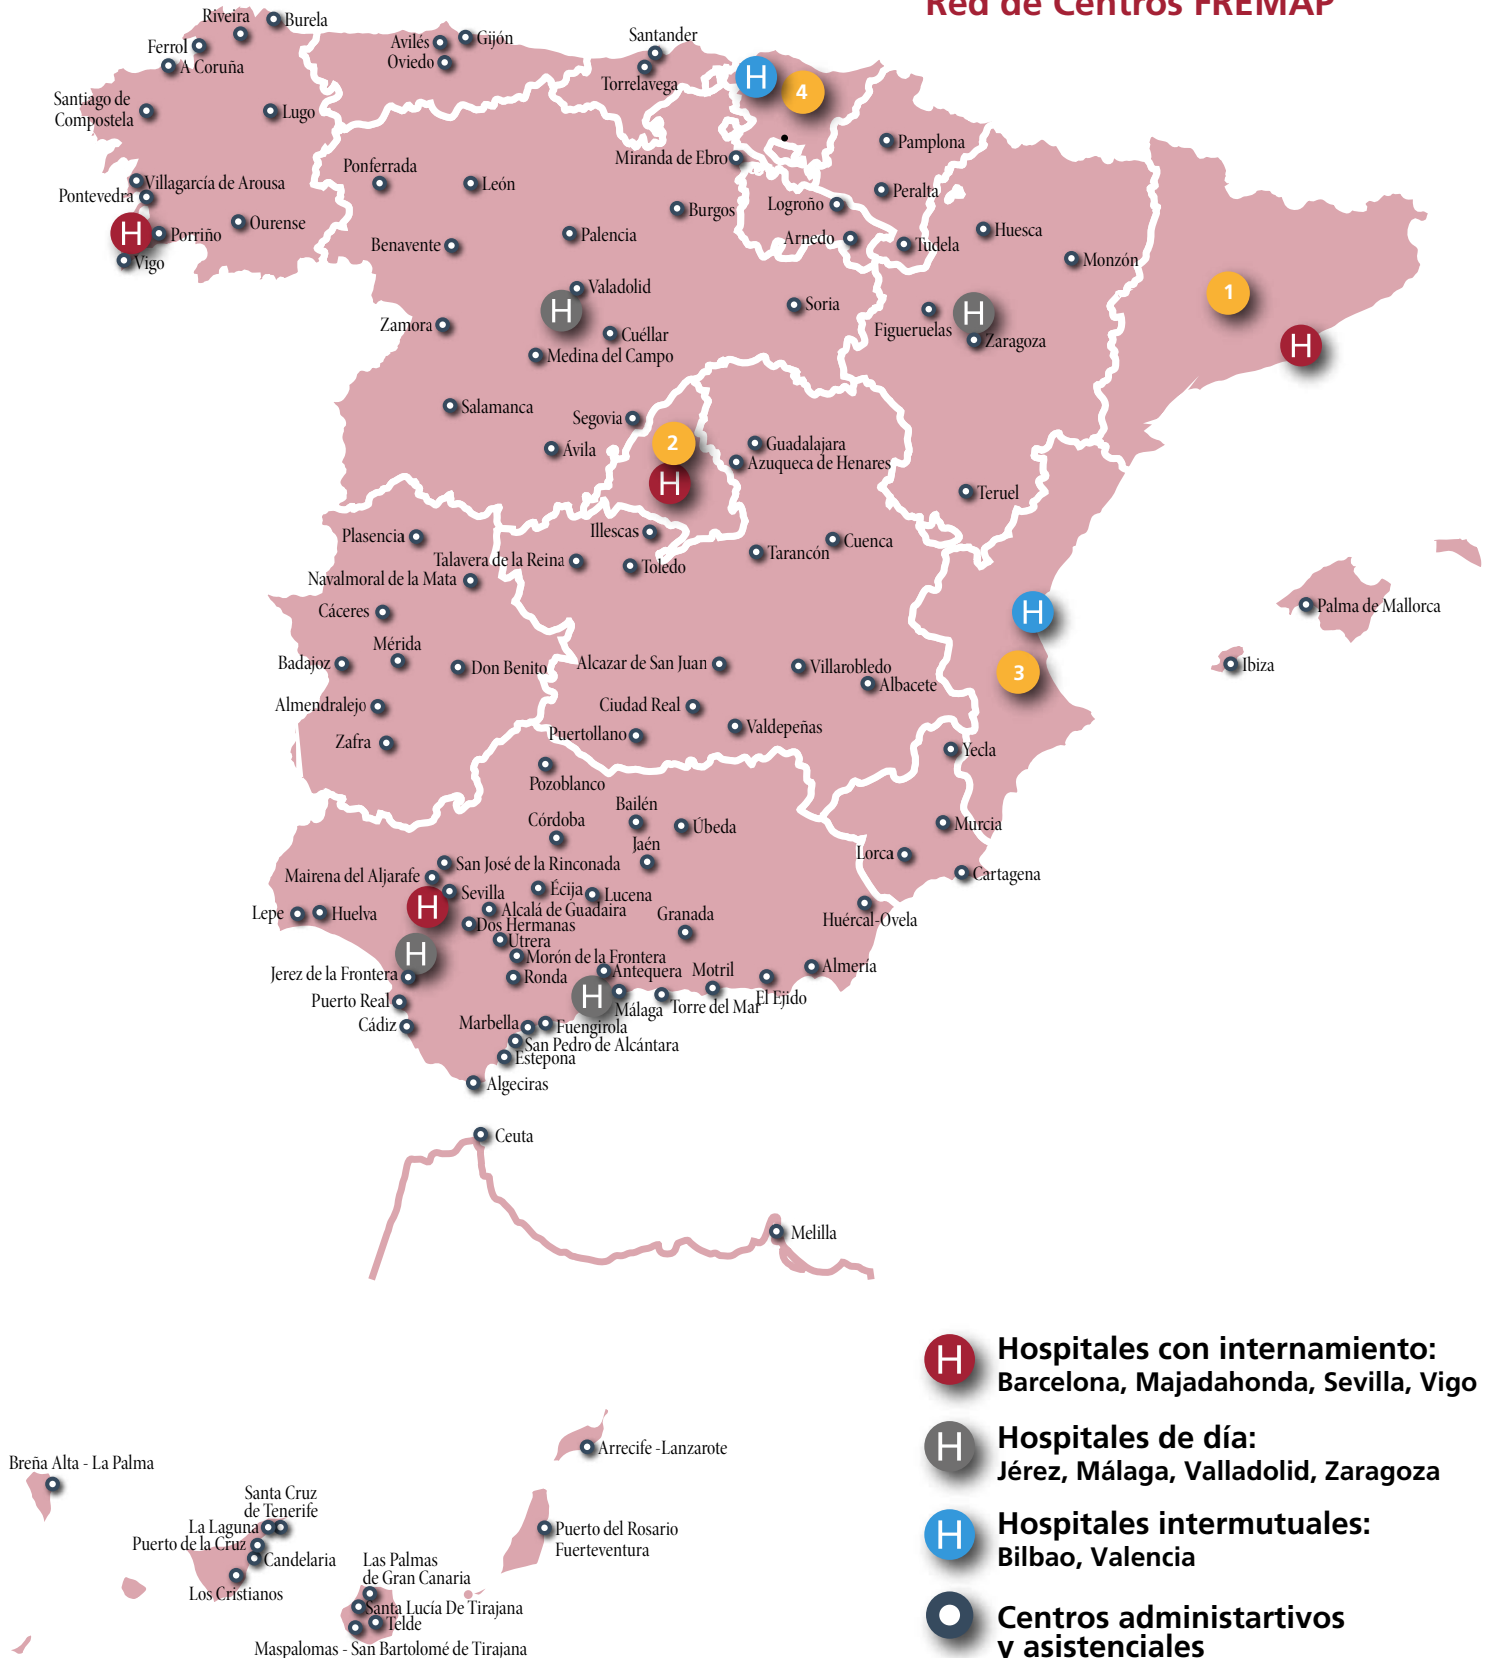 Red de Centros FREMAP
Riveira
Burela
Ferrol
A Coruña
Avilés
Gijón
Oviedo
Santander
Torrelavega
H
4
Santiago de
Compostela
Lugo
Pamplona
Miranda de Ebro
Ponferrada
León
Villagarcía de Arousa
Pontevedra
Peralta
Logroño
Burgos
H
Porriño
Ourense
Vigo
Benavente
Palencia
Arnedo
Tudela
Huesca
Monzón
Valadolid
H
Soria
1
Zamora
Cuéllar
Medina del Campo
Figueruelas
H
Zaragoza
H
Salamanca
Segovia
Ávila
2
H
Guadalajara
Azuqueca de Henares
Teruel
Plasencia
Illescas
Talavera de la Reina
Toledo
Tarancón
Cuenca
Navalmoral de la Mata
Cáceres
H
Palma de Mallorca
Mérida
Badajoz
Don Benito
Alcazar de San Juan
Villarobledo
Albacete
3
Ibiza
Almendralejo
Ciudad Real
Zafra
Puertollano
Valdepeñas
Yecla
Pozoblanco
Bailén
Córdoba
Úbeda
Jaén
Murcia
Lorca
Cartagena
San José de la Rinconada
Mairena del Aljarafe
Sevilla
Écija
Lucena
H
Alcalá de Guadaira
Lepe
Huelva
Dos Hermanas
Granada
Huércal-Ovela
Utrera
H
Morón de la Frontera
Jerez de la Frontera
Ronda
Antequera
Motril
Almería
Puerto Real
H
Málaga
Torre del Mar
El Ejido
Cádiz
Marbella
Fuengirola
San Pedro de Alcántara
Estepona
Algeciras
Ceuta
Melilla
H
Hospitales con internamiento:
Barcelona, Majadahonda, Sevilla, Vigo
H
Hospitales de día:
Jérez, Málaga, Valladolid, Zaragoza
H
Hospitales intermutuales:
Bilbao, Valencia
Centros administartivos
y asistenciales
Arrecife -Lanzarote
Breña Alta - La Palma
Santa Cruz
de Tenerife
La Laguna
Puerto de la Cruz
Candelaria
Los Cristianos
Puerto del Rosario
Fuerteventura
Las Palmas
de Gran Canaria
Santa Lucía De Tirajana
Telde
Maspalomas - San Bartolomé de Tirajana